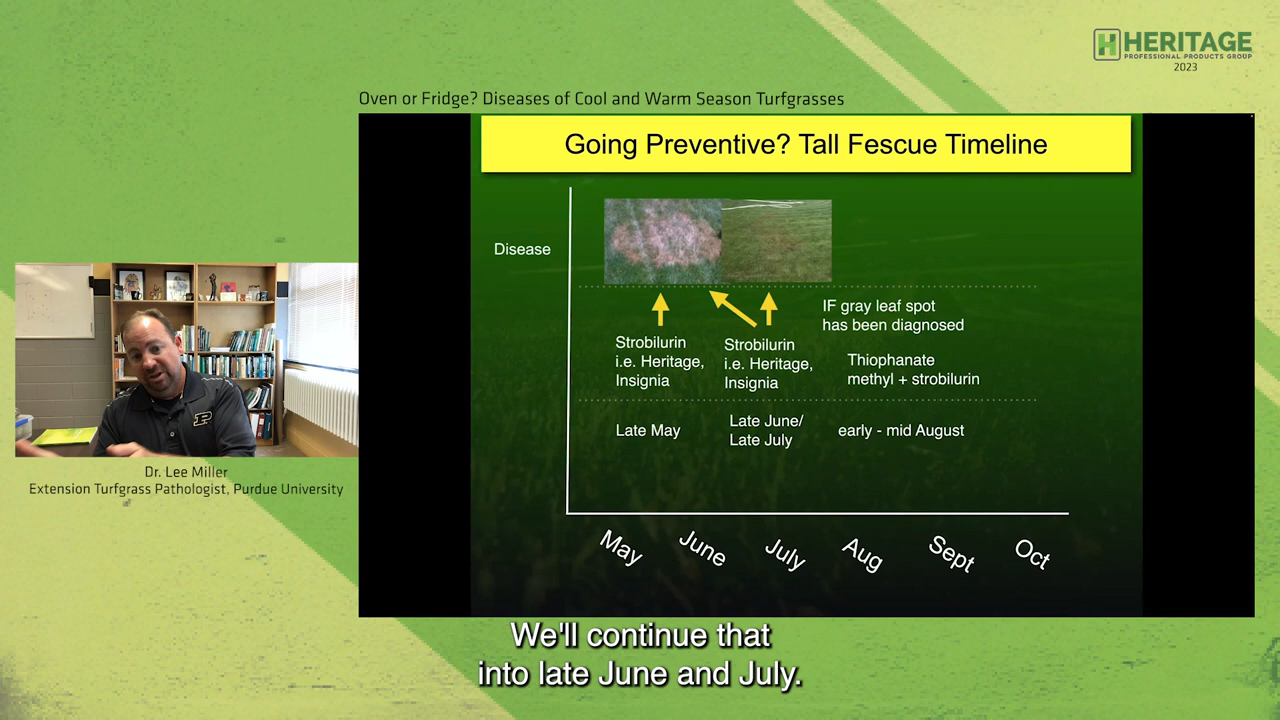 HERITAGE
PROFESSIONAL PRODUCTS GROUP
2023
Oven or Fridge? Diseases of Cool and Warm Season Turfgrasses
Going Preventive? Tall Fescue Timeline
Disease
Strobilurin
i.e. Heritage,
Insignia
Strobilurin
i.e. Heritage,
Insignia
IF gray leaf spot
has been diagnosed
Thiophanate
methyl + strobilurin
Late May
Late June/
Late July
early - mid August
May
June
July
Aug
Sept
Oct
P
Dr. Lee Miller
Extension Turfgrass Pathologist, Purdue University
We'll continue that
into late June and July.